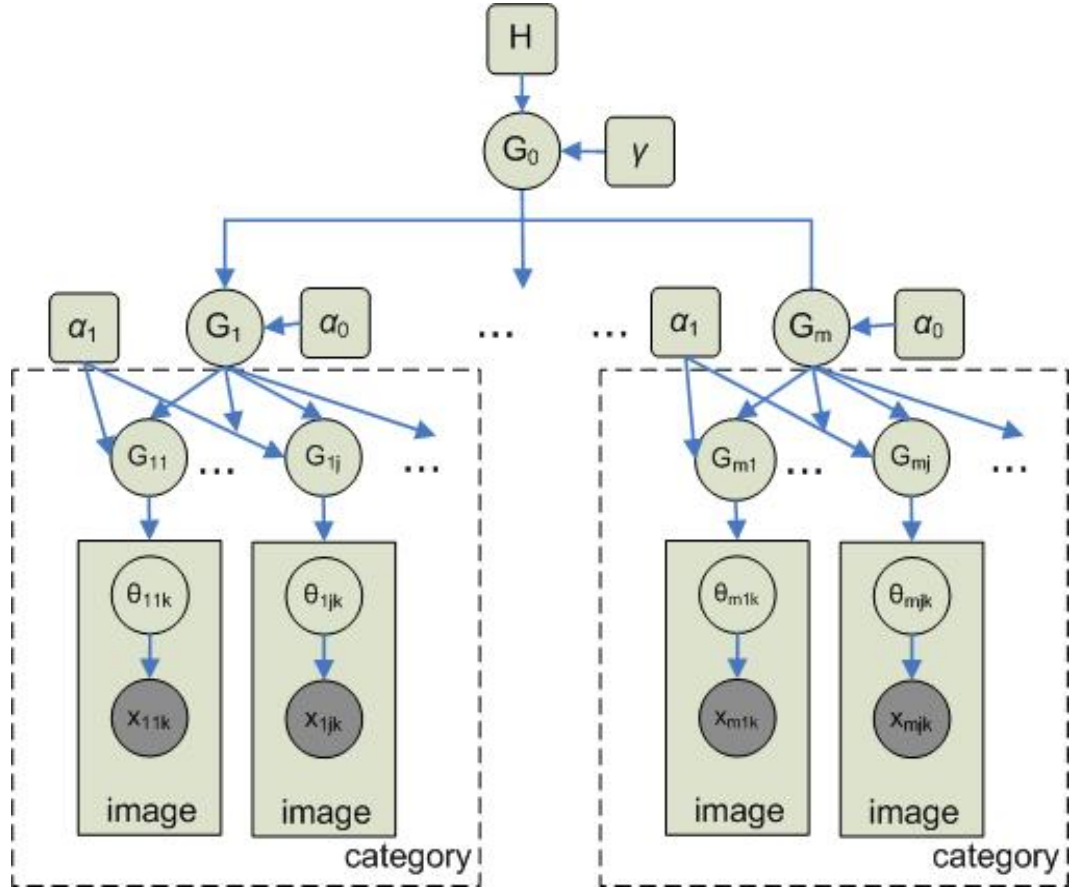 H
G₀
γ
α₁
G₁
α₀
...
...
α₁
Gₘ
α₀
G₁₁
...
G₁ⱼ
...
Gₘ₁
...
Gₘⱼ
...
θ₁₁ₖ
θ₁ⱼₖ
θₘ₁ₖ
θₘⱼₖ
x₁₁ₖ
x₁ⱼₖ
xₘ₁ₖ
xₘⱼₖ
image
image
image
image
category
category